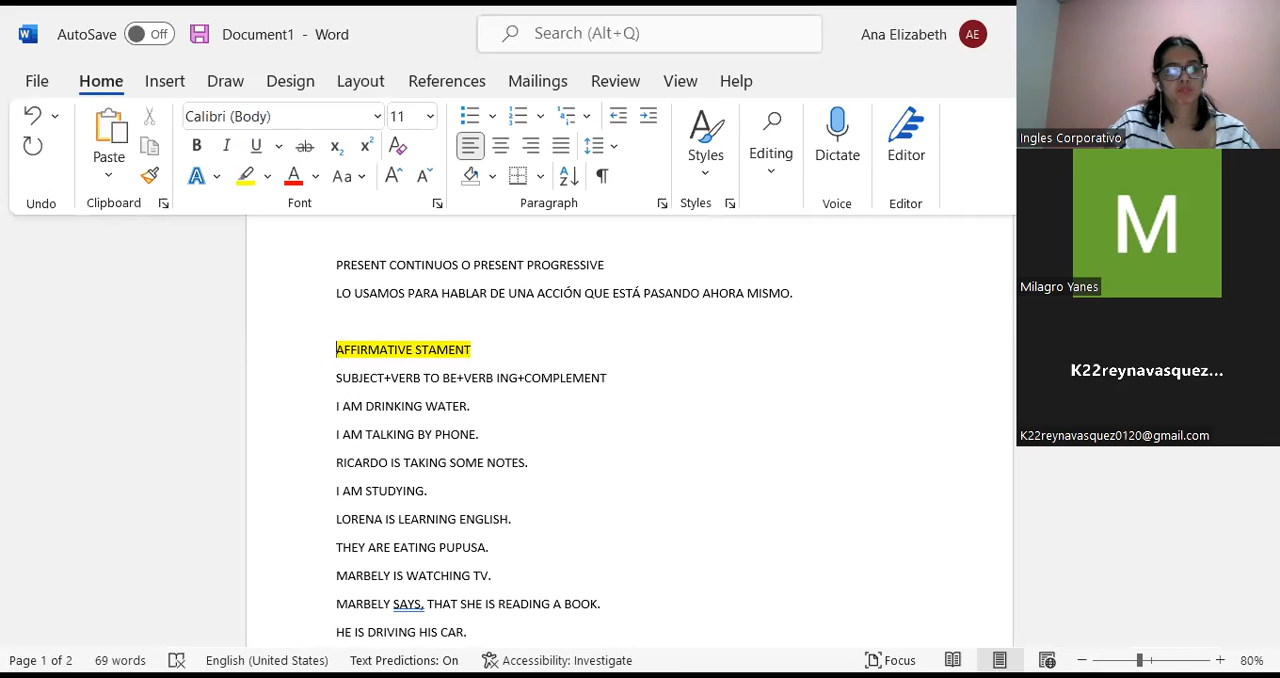 AutoSave Off Document1 - Word Search (Alt+Q) Ana Elizabeth AE
File Home Insert Draw Design Layout References Mailings Review View Help
Calibri (Body) 11
Paste Styles Editing Dictate Editor
Undo Clipboard Font Paragraph Styles Voice Editor
PRESENT CONTINUOS O PRESENT PROGRESSIVE
LO USAMOS PARA HABLAR DE UNA ACCIÓN QUE ESTÁ PASANDO AHORA MISMO.
AFFIRMATIVE STAMENT
SUBJECT+VERB TO BE+VERB ING+COMPLEMENT
I AM DRINKING WATER.
I AM TALKING BY PHONE.
RICARDO IS TAKING SOME NOTES.
I AM STUDYING.
LORENA IS LEARNING ENGLISH.
THEY ARE EATING PUPUSA.
MARBELY IS WATCHING TV.
MARBELY SAYS, THAT SHE IS READING A BOOK.
HE IS DRIVING HIS CAR.
Page 1 of 2 69 words English (United States) Text Predictions: On Accessibility: Investigate Focus 80%
Ingles Corporativo
M
Milagro Yanes
K22reynavasquez...
K22reynavasquez0120@gmail.com